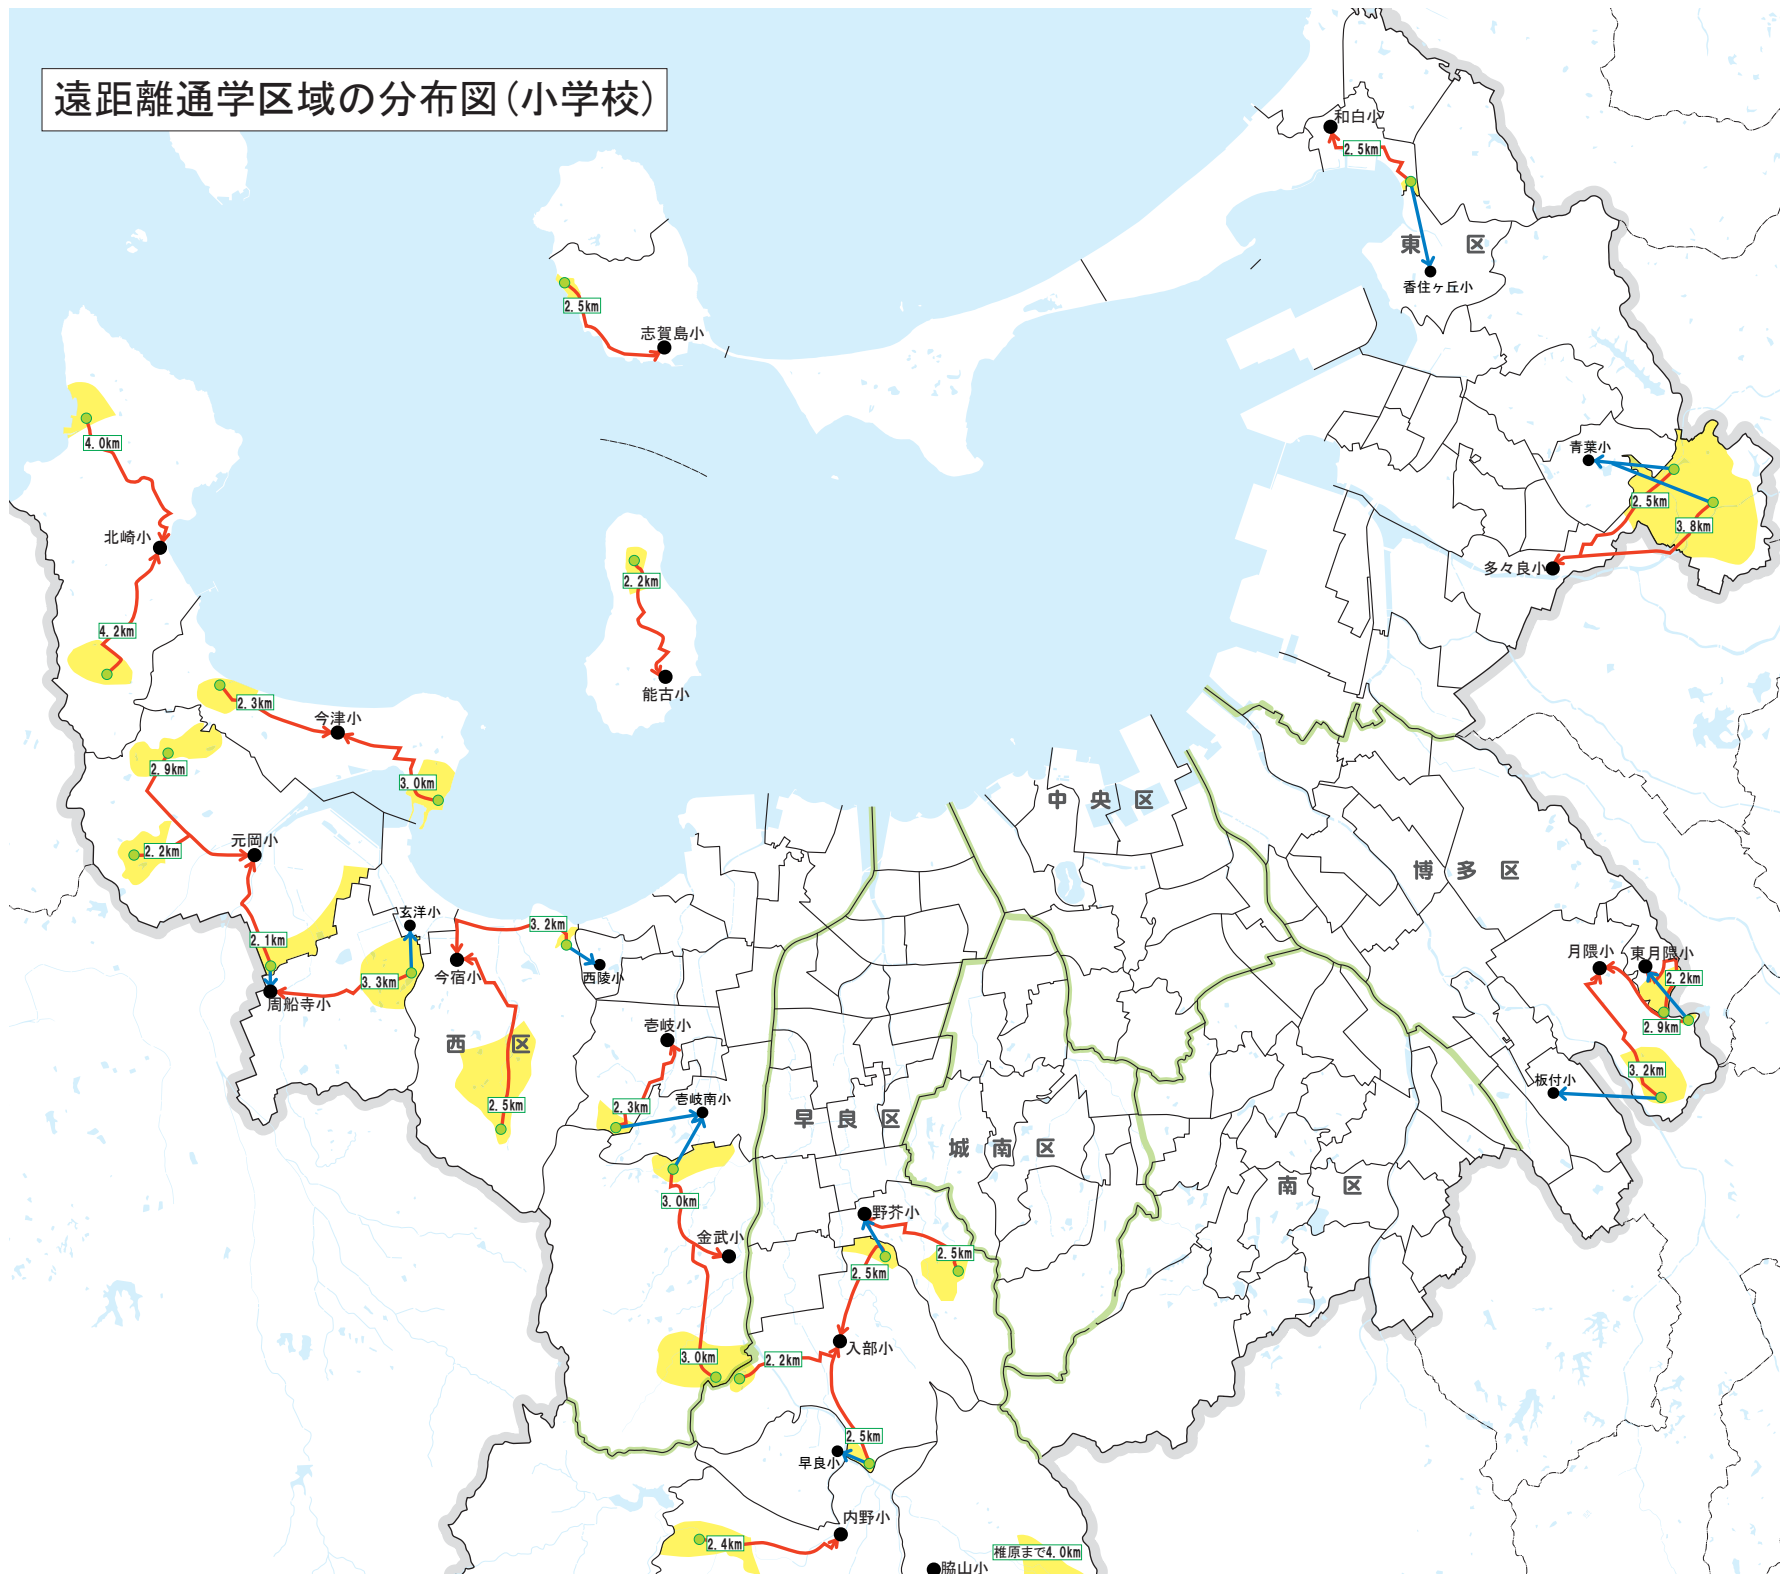 遠距離通学区域の分布図(小学校)
和白小
2.5km
東 区
香住ヶ丘小
2.5km
志賀島小
4.0km
青葉小
2.5km
3.8km
北崎小
多々良小
2.2km
4.2km
能古小
2.3km
今津小
2.9km
3.0km
中 央 区
元岡小
2.2km
博 多 区
玄洋小
3.2km
2.1km
月隈小
東月隈小
今宿小
西陵小
2.2km
3.3km
周船寺小
壱岐小
2.9km
西 区
3.2km
板付小
2.5km
2.3km
壱岐南小
早 良 区
城 南 区
南 区
3.0km
野芥小
金武小
2.5km
2.5km
入部小
3.0km
2.2km
2.5km
早良小
内野小
2.4km
椎原まで4.0km
脇山小